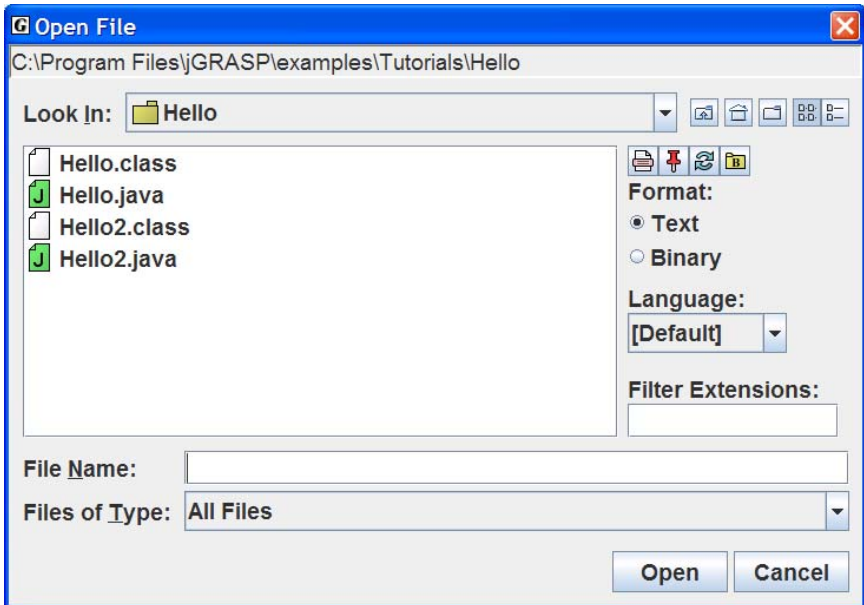 G Open File
C:\Program Files\jGRASP\examples\Tutorials\Hello
Look In: Hello
Hello.class
J Hello.java
Hello2.class
J Hello2.java
B
Format:
Text
Binary
Language:
[Default]
Filter Extensions:
File Name:
Files of Type: All Files
Open Cancel